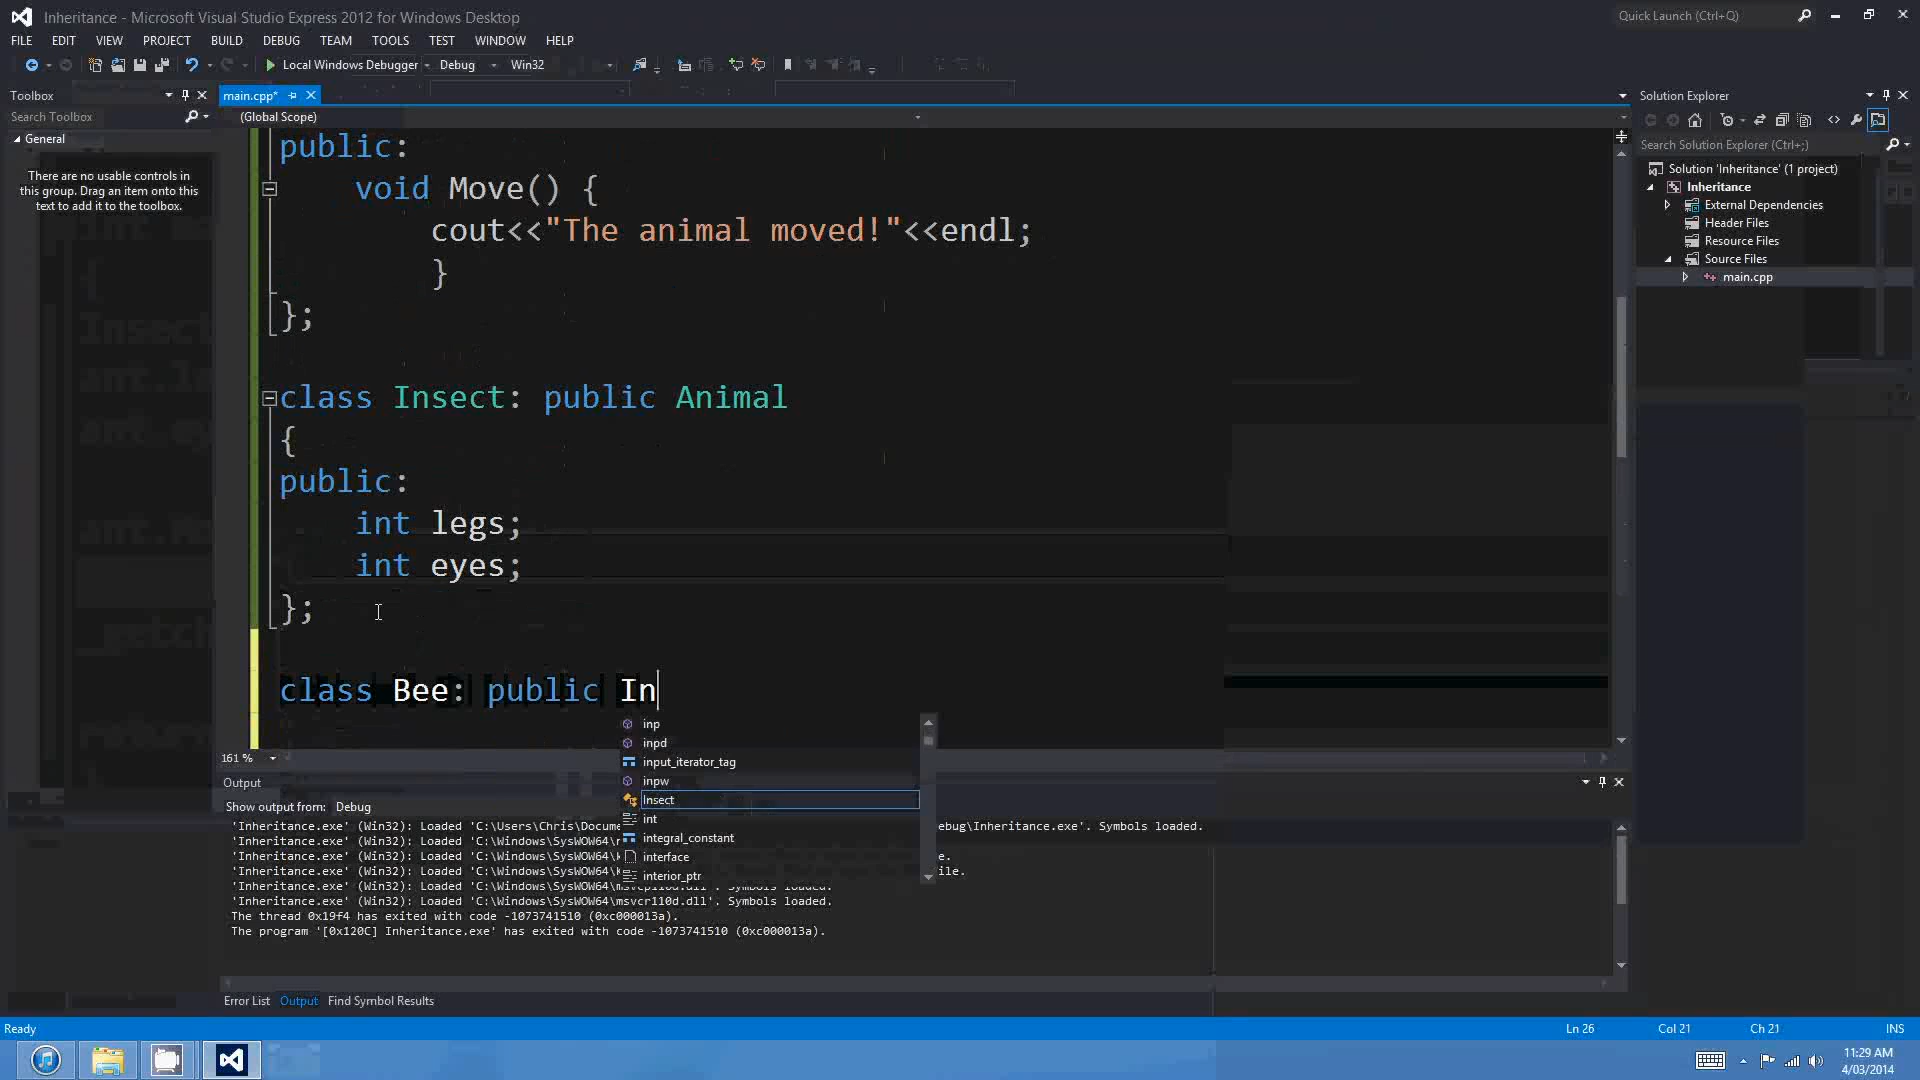 Inheritance - Microsoft Visual Studio Express 2012 for Windows Desktop
Quick Launch (Ctrl+Q)
FILE EDIT VIEW PROJECT BUILD DEBUG TEAM TOOLS TEST WINDOW HELP
Local Windows Debugger Debug Win32
Toolbox
main.cpp*
Solution Explorer
Search Toolbox
(Global Scope)
General
There are no usable controls in
this group. Drag an item onto this
text to add it to the toolbox.
Search Solution Explorer (Ctrl+;)
Solution 'Inheritance' (1 project)
Inheritance
External Dependencies
Header Files
Resource Files
Source Files
main.cpp
public:
void Move() {
cout<<"The animal moved!"<<endl;
}
};
class Insect: public Animal
{
public:
int legs;
int eyes;
};
class Bee: public In
inp
inpd
input_iterator_tag
inpw
Insect
int
integral_constant
interface
interior_ptr
161 %
Output
Show output from: Debug
'Inheritance.exe' (Win32): Loaded 'C:\Users\Chris\Docume ebug\Inheritance.exe'. Symbols loaded.
'Inheritance.exe' (Win32): Loaded 'C:\Windows\SysWOW64\
'Inheritance.exe' (Win32): Loaded 'C:\Windows\SysWOW64\ e.
'Inheritance.exe' (Win32): Loaded 'C:\Windows\SysWOW64\ ile.
'Inheritance.exe' (Win32): Loaded 'C:\Windows\SysWOW64\msvcp110d.dll'. Symbols loaded.
'Inheritance.exe' (Win32): Loaded 'C:\Windows\SysWOW64\msvcr110d.dll'. Symbols loaded.
The thread 0x19f4 has exited with code -1073741510 (0xc000013a).
The program '[0x120C] Inheritance.exe' has exited with code -1073741510 (0xc000013a).
Error List Output Find Symbol Results
Ready
Ln 26 Col 21 Ch 21 INS
11:29 AM
4/03/2014